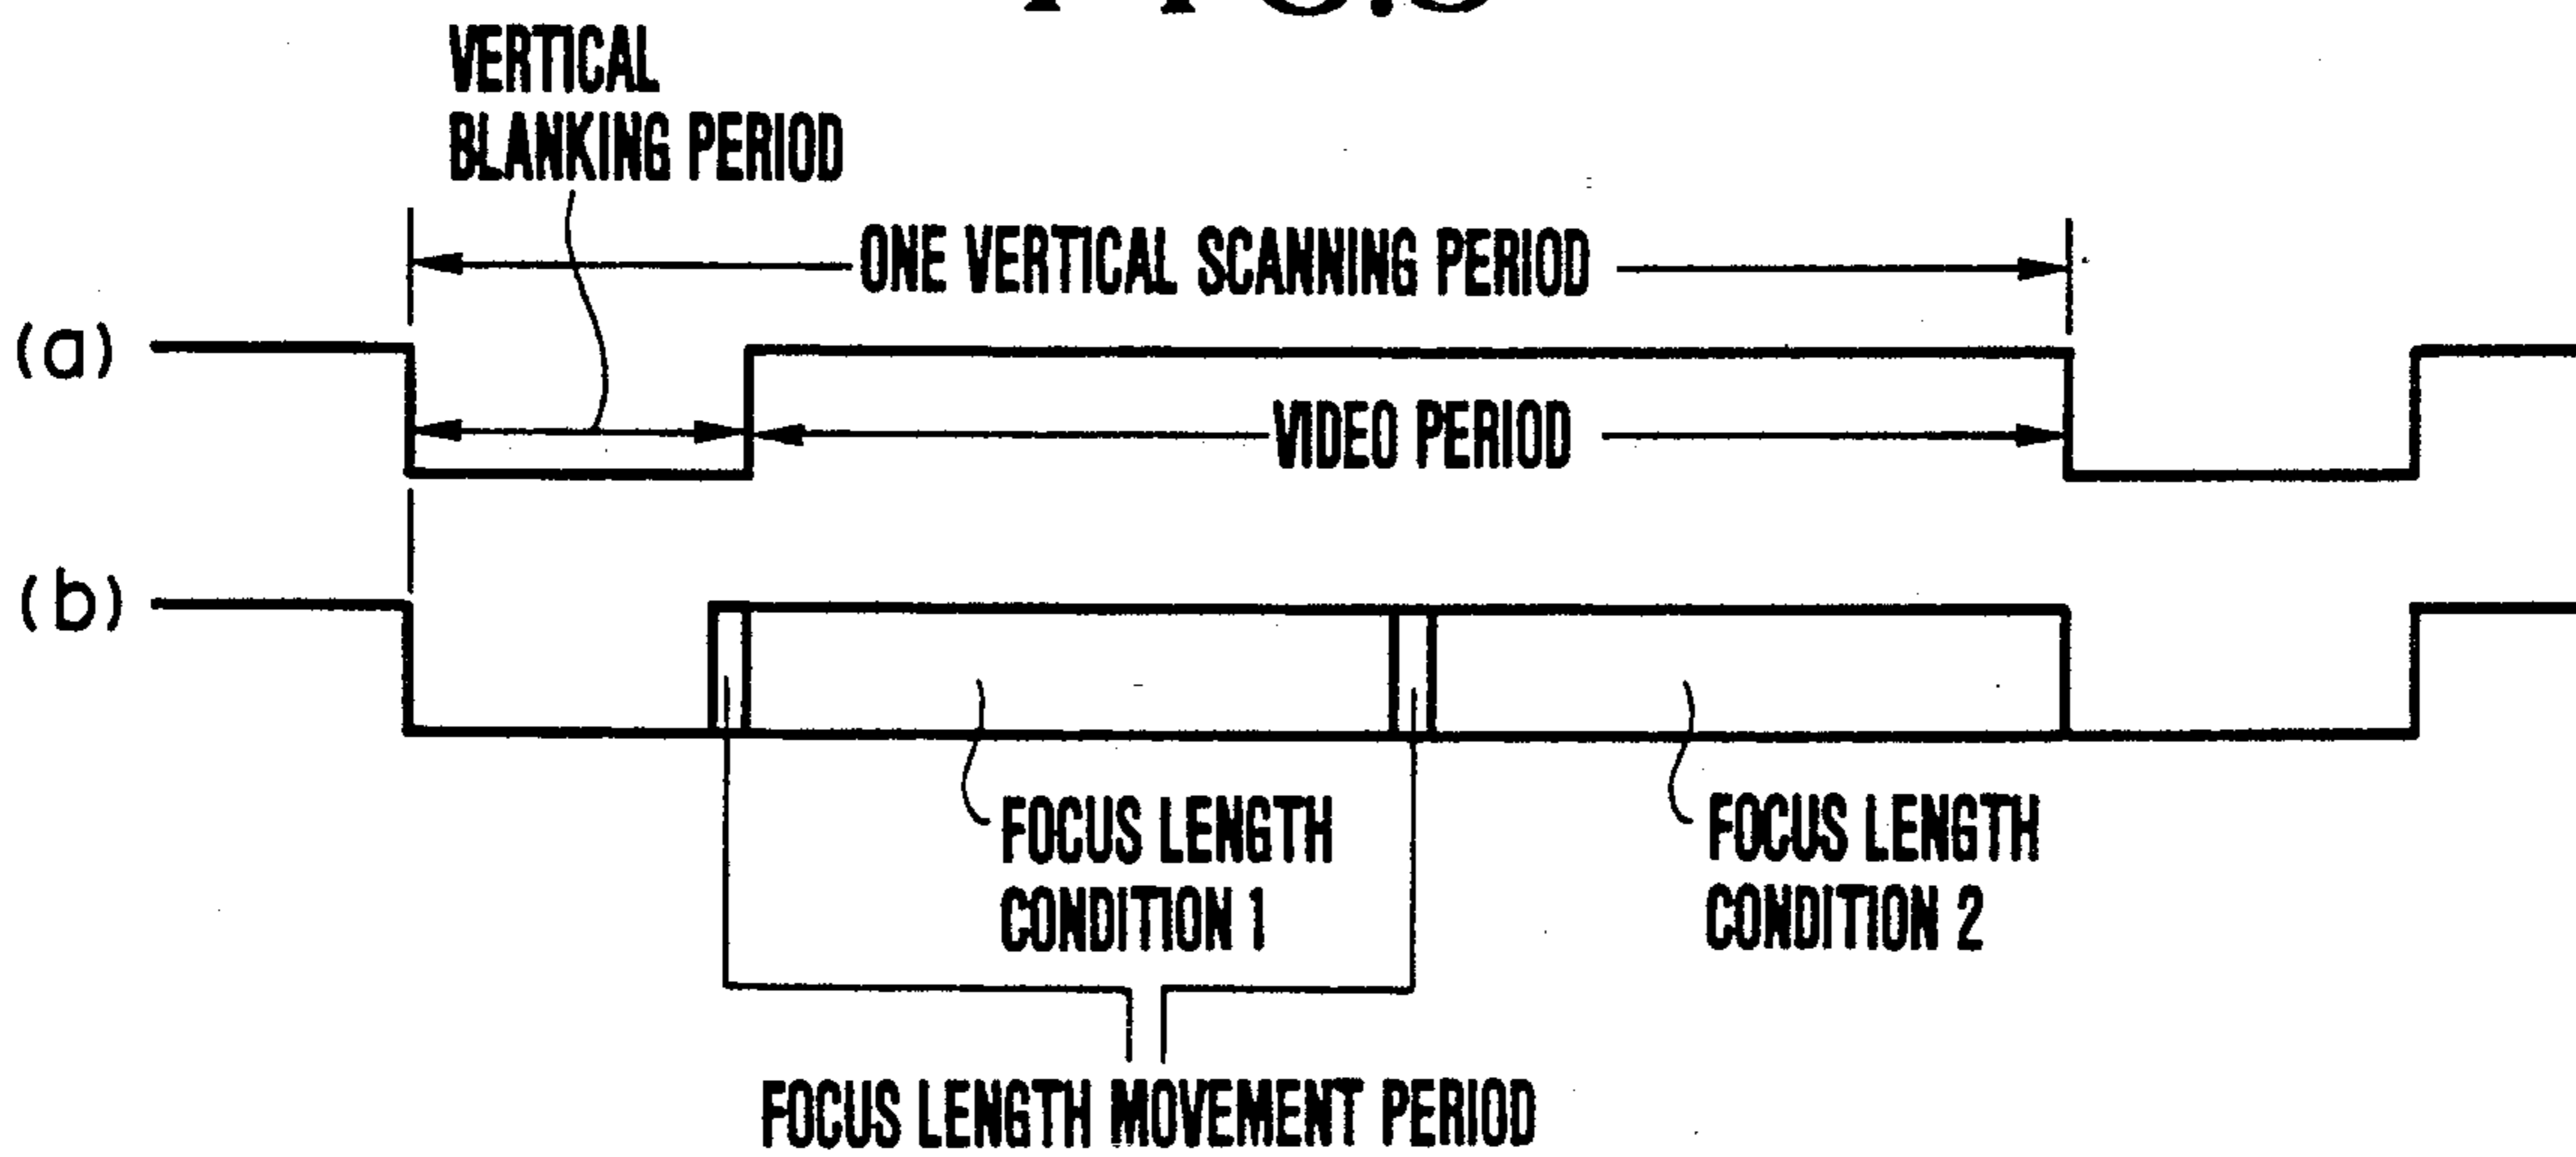 VERTICAL
BLANKING PERIOD
ONE VERTICAL SCANNING PERIOD
(a)
VIDEO PERIOD
(b)
FOCUS LENGTH
CONDITION 1
FOCUS LENGTH
CONDITION 2
FOCUS LENGTH MOVEMENT PERIOD